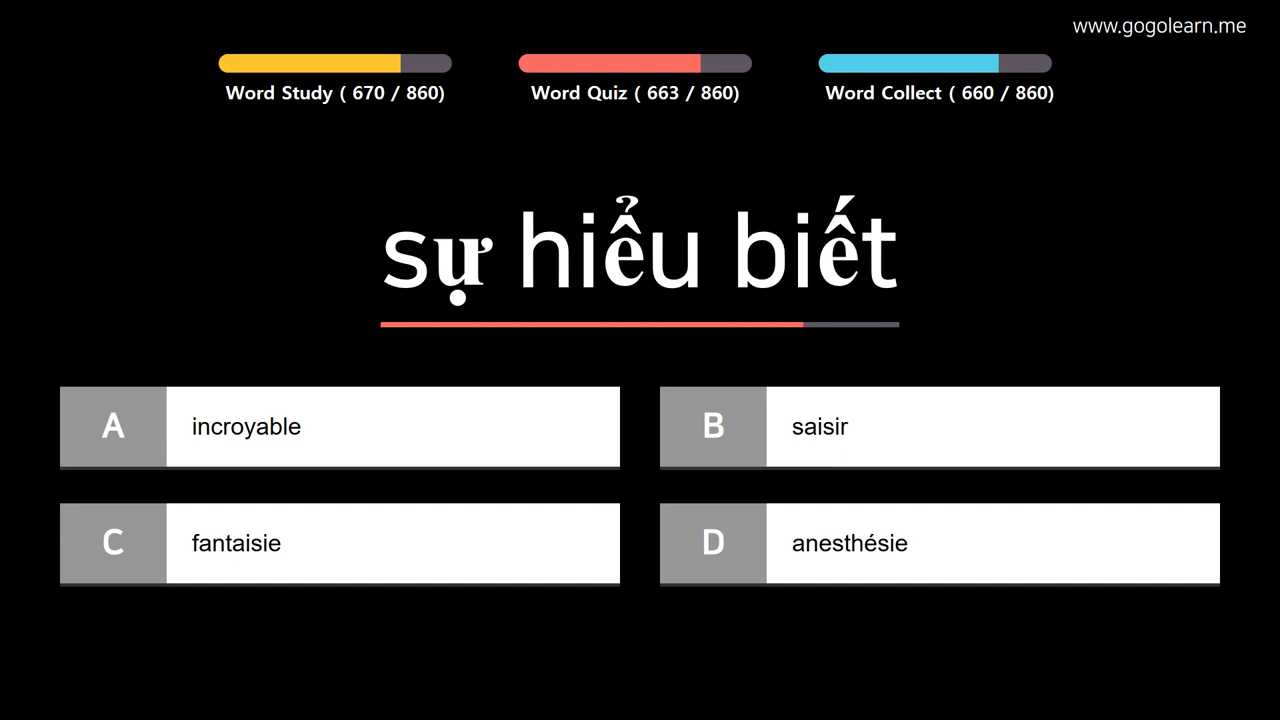 www.gogolearn.me
Word Study ( 670 / 860)
Word Quiz ( 663 / 860)
Word Collect ( 660 / 860)
sự hiểu biết
A incroyable
B saisir
C fantaisie
D anesthésie